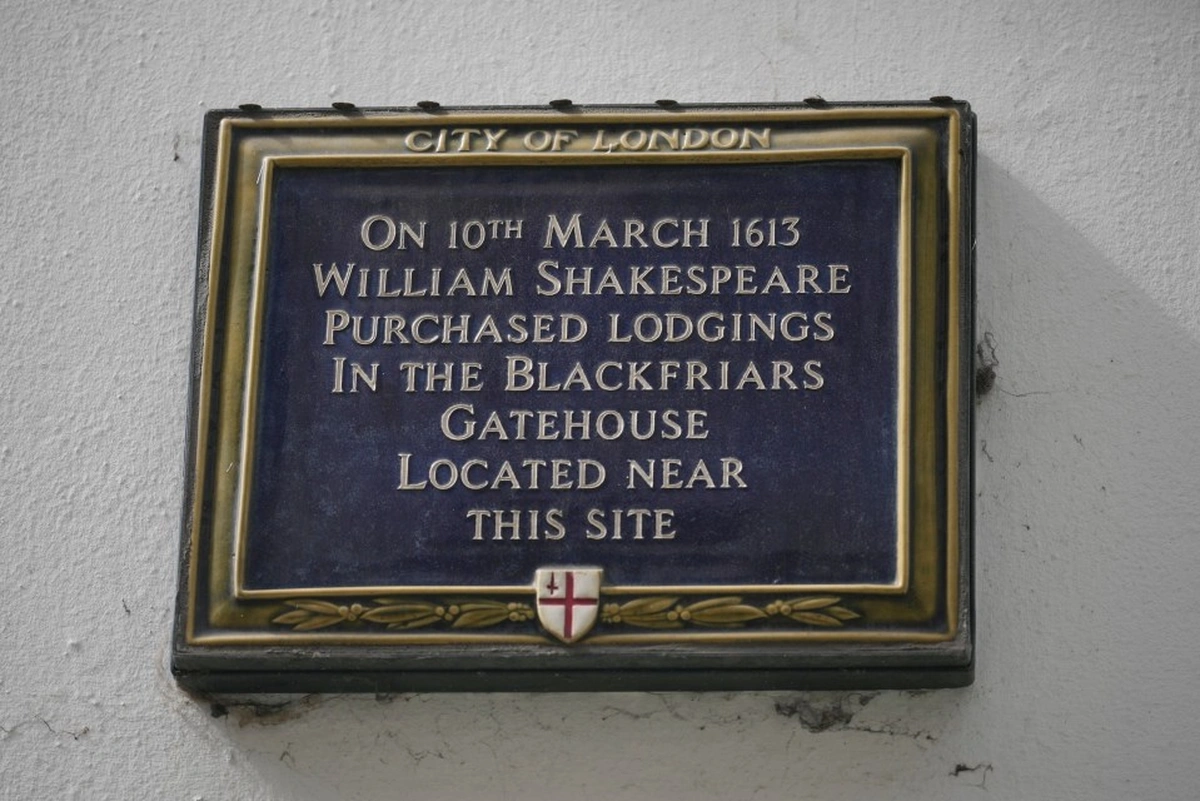 CITY OF LONDON
ON 10TH MARCH 1613
WILLIAM SHAKESPEARE
PURCHASED LODGINGS
IN THE BLACKFRIARS
GATEHOUSE
LOCATED NEAR
THIS SITE